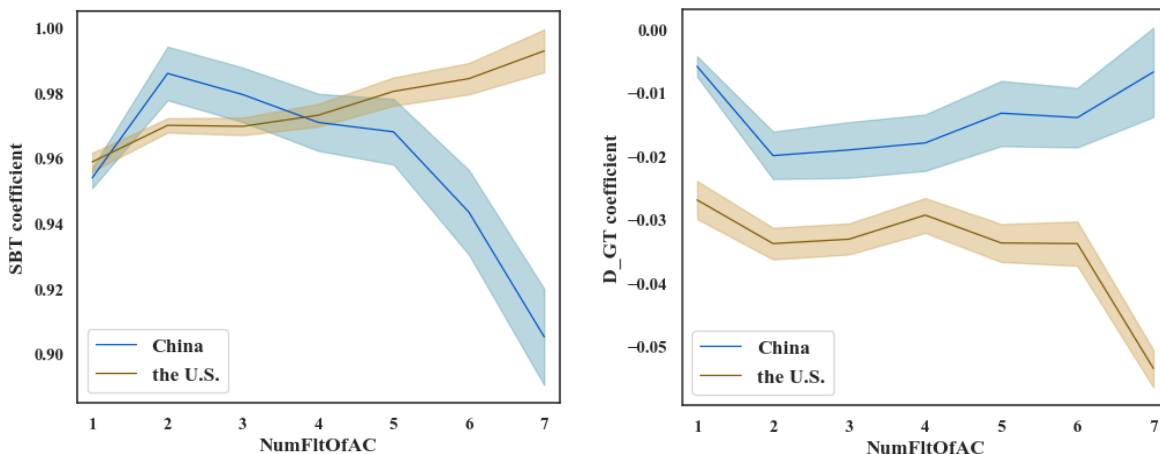 1.00
0.98
0.96
0.94
0.92
0.90
SBT coefficient
China
the U.S.
1 2 3 4 5 6 7
NumFltOfAC
0.00
−0.01
−0.02
−0.03
−0.04
−0.05
D_GT coefficient
China
the U.S.
1 2 3 4 5 6 7
NumFltOfAC